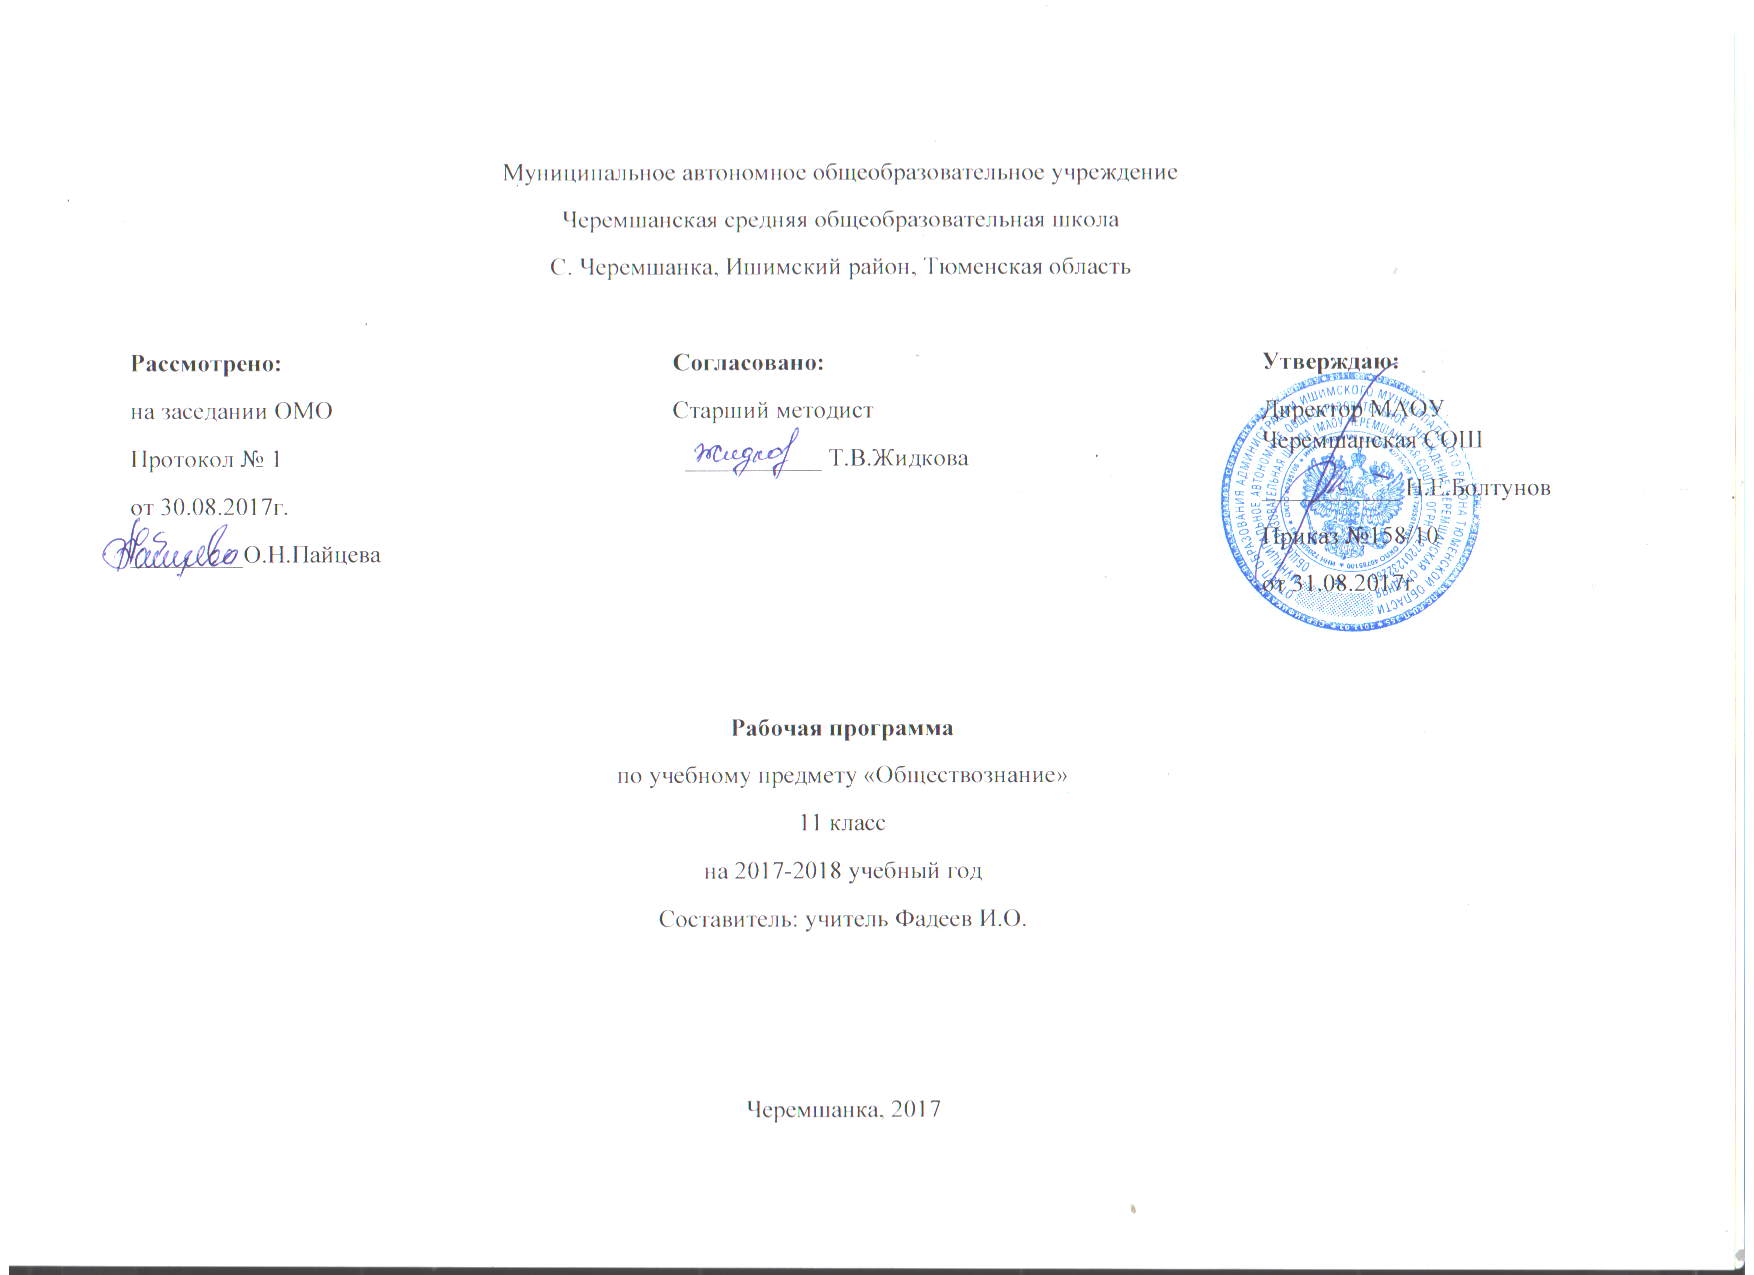 Муниципальное автономное общеобразовательное учреждение
Черемшанская средняя общеобразовательная школа
С. Черемшанка, Ишимский район, Тюменская область
Рассмотрено:
на заседании ОМО
Протокол № 1
от 30.08.2017г.
О.Н.Пайцева
Согласовано:
Старший методист
Т.В.Жидкова
Утверждаю:
Директор МАОУ
Черемшанская СОШ
Н.Е.Болтунов
Приказ №158/10
от 31.08.2017г
Рабочая программа
по учебному предмету «Обществознание»
11 класс
на 2017-2018 учебный год
Составитель: учитель Фадеев И.О.
Черемшанка, 2017